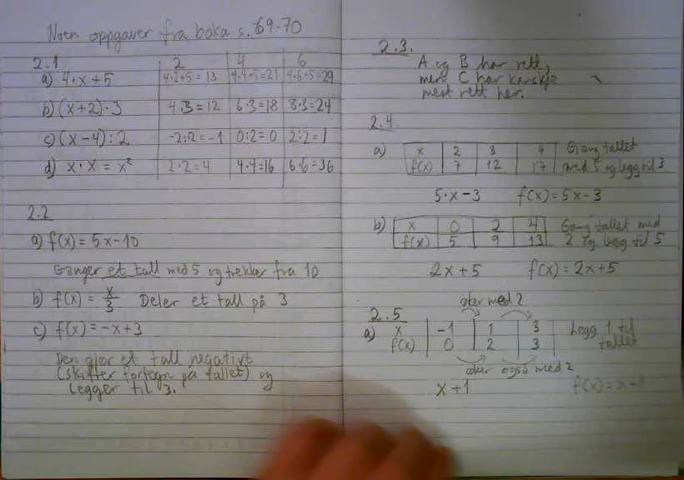 Noen oppgaver fra boka s. 69-70
2.1 2 4 6
a) 4·x+5 4·2+5=13 4·4+5=21 4·6+5=29
b) (x+2)·3 4·3=12 6·3=18 8·3=24
c) (x-4):2 -2:2=-1 0:2=0 2:2=1
d) x·x=x² 2·2=4 4·4=16 6·6=36
2.2
a) f(x)=5x-10
Ganger et tall med 5 og trekker fra 10
b) f(x)=x/3 Deler et tall på 3
c) f(x)=-x+3
Den gjør et tall negativt
(skifter fortegn på tallet) og
legger til 3.
2.3.
A og B har rett,
men C har kanskje
mest rett her.
2.4
a) x 2 3 4 Gang tallet
f(x) 7 12 17 med 5 og legg til 3
5·x-3 f(x)=5x-3
b) x 0 2 4 Gang tallet med
f(x) 5 9 13 2 og legg til 5
2x+5 f(x)=2x+5
2.5 øker med 2
a) x -1 1 3 Legg 1 til
f(x) 0 2 3 tallet
øker også med 2
x+1 f(x)=x+1